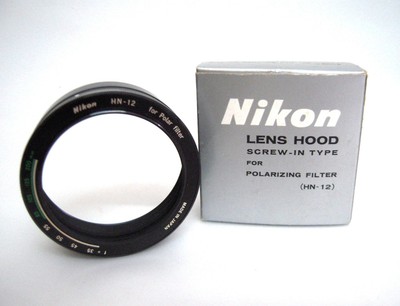 Nikon HN-12 for Polar filter
MADE IN JAPAN
f = 35
45
50
55
Nikon
LENS HOOD
SCREW-IN TYPE
FOR
POLARIZING FILTER
(HN-12)